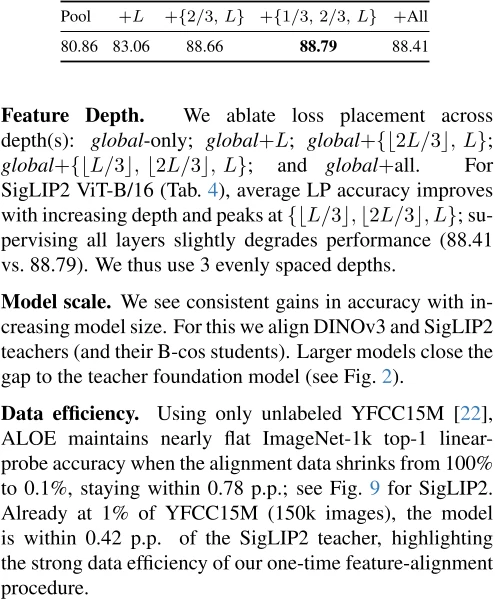 Pool +L +{2/3, L} +{1/3, 2/3, L} +All
80.86 83.06 88.66 88.79 88.41
Feature Depth. We ablate loss placement across
depth(s): global-only; global+L; global+{⌊2L/3⌋, L};
global+{⌊L/3⌋, ⌊2L/3⌋, L}; and global+all. For
SigLIP2 ViT-B/16 (Tab. 4), average LP accuracy improves
with increasing depth and peaks at {⌊L/3⌋, ⌊2L/3⌋, L}; su-
pervising all layers slightly degrades performance (88.41
vs. 88.79). We thus use 3 evenly spaced depths.
Model scale. We see consistent gains in accuracy with in-
creasing model size. For this we align DINOv3 and SigLIP2
teachers (and their B-cos students). Larger models close the
gap to the teacher foundation model (see Fig. 2).
Data efficiency. Using only unlabeled YFCC15M [22],
ALOE maintains nearly flat ImageNet-1k top-1 linear-
probe accuracy when the alignment data shrinks from 100%
to 0.1%, staying within 0.78 p.p.; see Fig. 9 for SigLIP2.
Already at 1% of YFCC15M (150k images), the model
is within 0.42 p.p. of the SigLIP2 teacher, highlighting
the strong data efficiency of our one-time feature-alignment
procedure.